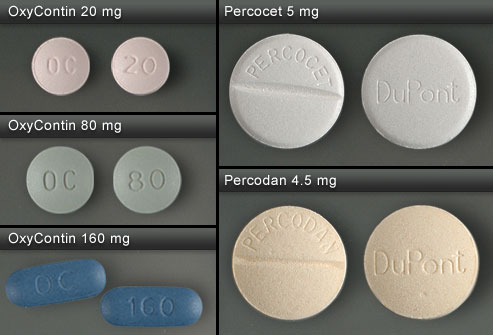 OxyContin 20 mg
OC 20
OxyContin 80 mg
OC 80
OxyContin 160 mg
OC
160
Percocet 5 mg
PERCOCET
DuPont
Percodan 4.5 mg
PERCODAN
DuPont